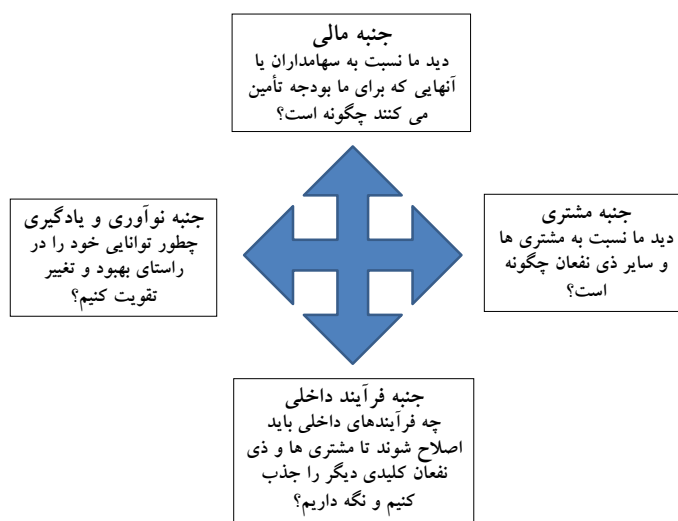 جنبه مالی
دید ما نسبت به سهامداران یا
آنهایی که برای ما بودجه تأمین
می کنند چگونه است؟
جنبه مشتری
دید ما نسبت به مشتری ها
و سایر ذی نفعان چگونه
است؟
جنبه نوآوری و یادگیری
چطور توانایی خود را در
راستای بهبود و تغییر
تقویت کنیم؟
جنبه فرآیند داخلی
چه فرآیندهای داخلی باید
اصلاح شوند تا مشتری ها و ذی
نفعان کلیدی دیگر را جذب
کنیم و نگه داریم؟